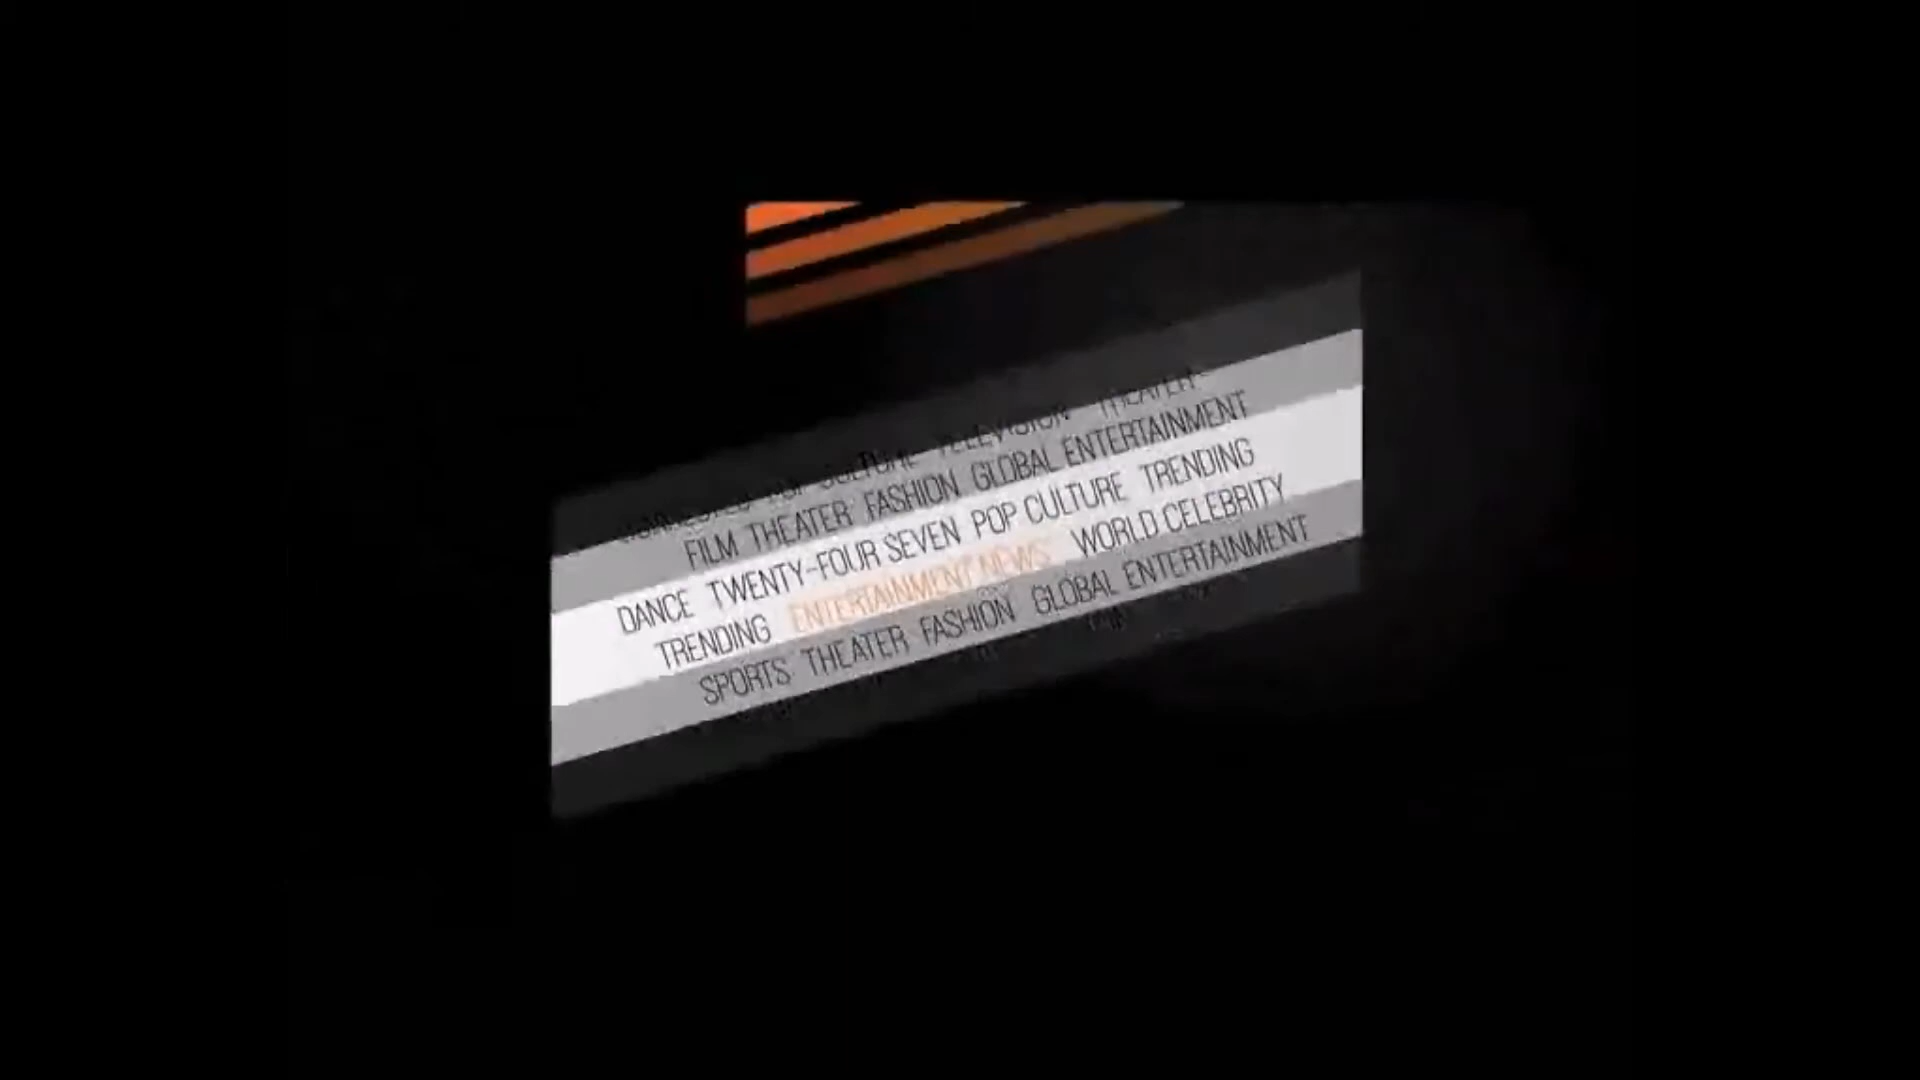 TELEVISION THEATER
FILM THEATER FASHION GLOBAL ENTERTAINMENT
DANCE TWENTY-FOUR SEVEN POP CULTURE TRENDING
TRENDING ENTERTAINMENT NEWS WORLD CELEBRITY
SPORTS THEATER FASHION GLOBAL ENTERTAINMENT